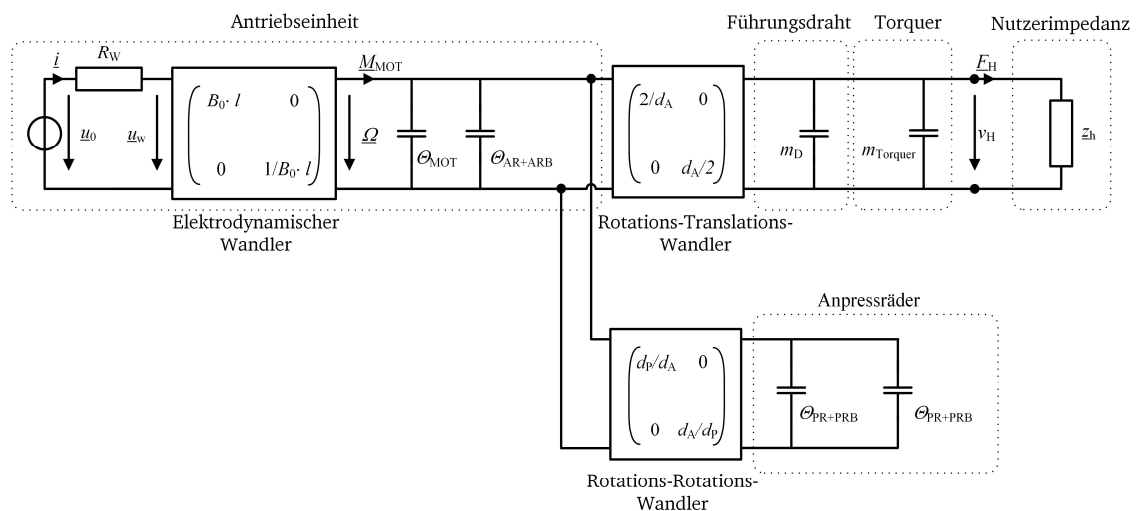 Antriebseinheit
Führungsdraht
Torquer
Nutzerimpedanz
i
R_W
M_MOT
F_H
B_0· l 0
2/d_A 0
u_0
u_w
Ω
Θ_MOT
Θ_AR+ARB
m_D
m_Torquer
v_H
z_h
0 1/B_0· l
0 d_A/2
Elektrodynamischer
Wandler
Rotations-Translations-
Wandler
Anpressräder
d_P/d_A 0
Θ_PR+PRB
Θ_PR+PRB
0 d_A/d_P
Rotations-Rotations-
Wandler